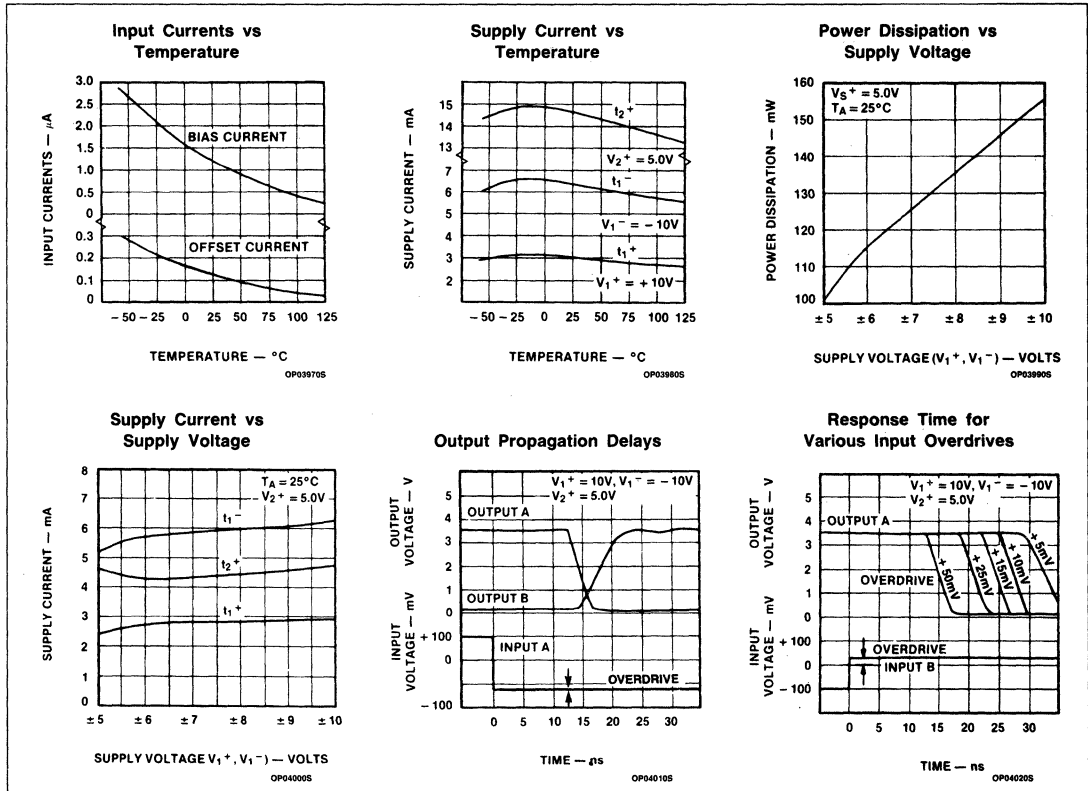 Input Currents vs
Temperature
3.0
2.5
2.0
1.5
1.0
0.5
0
0.3
0.2
0.1
0
INPUT CURRENTS — μA
BIAS CURRENT
OFFSET CURRENT
-50 -25 0 25 50 75 100 125
TEMPERATURE — °C
OP03970S
Supply Current vs
Temperature
15
14
13
7
6
5
4
3
2
SUPPLY CURRENT — mA
t2+
V2+ = 5.0V
t1-
V1- = -10V
t1+
V1+ = +10V
-50 -25 0 25 50 75 100 125
TEMPERATURE — °C
OP03980S
Power Dissipation vs
Supply Voltage
160
150
140
130
120
110
100
POWER DISSIPATION — mW
VS+ = 5.0V
TA = 25°C
±5 ±6 ±7 ±8 ±9 ±10
SUPPLY VOLTAGE (V1+, V1-) — VOLTS
OP03990S
Supply Current vs
Supply Voltage
8
7
6
5
4
3
2
1
0
SUPPLY CURRENT — mA
TA = 25°C
V2+ = 5.0V
t1-
t2+
t1+
±5 ±6 ±7 ±8 ±9 ±10
SUPPLY VOLTAGE V1+, V1-) — VOLTS
OP04000S
Output Propagation Delays
OUTPUT
VOLTAGE — V
5
4
3
2
1
0
V1+ = 10V, V1- = -10V
V2+ = 5.0V
OUTPUT A
OUTPUT B
INPUT
VOLTAGE — mV
+100
0
-100
INPUT A
OVERDRIVE
0 5 10 15 20 25 30
TIME — ns
OP04010S
Response Time for
Various Input Overdrives
OUTPUT
VOLTAGE — V
5
4
3
2
1
0
V1+ = 10V, V1- = -10V
V2+ = 5.0V
OUTPUT A
OVERDRIVE
+50mV
+25mV
+15mV
+10mV
+5mV
INPUT
VOLTAGE — mV
+100
0
-100
OVERDRIVE
INPUT B
0 5 10 15 20 25 30
TIME — ns
OP04020S